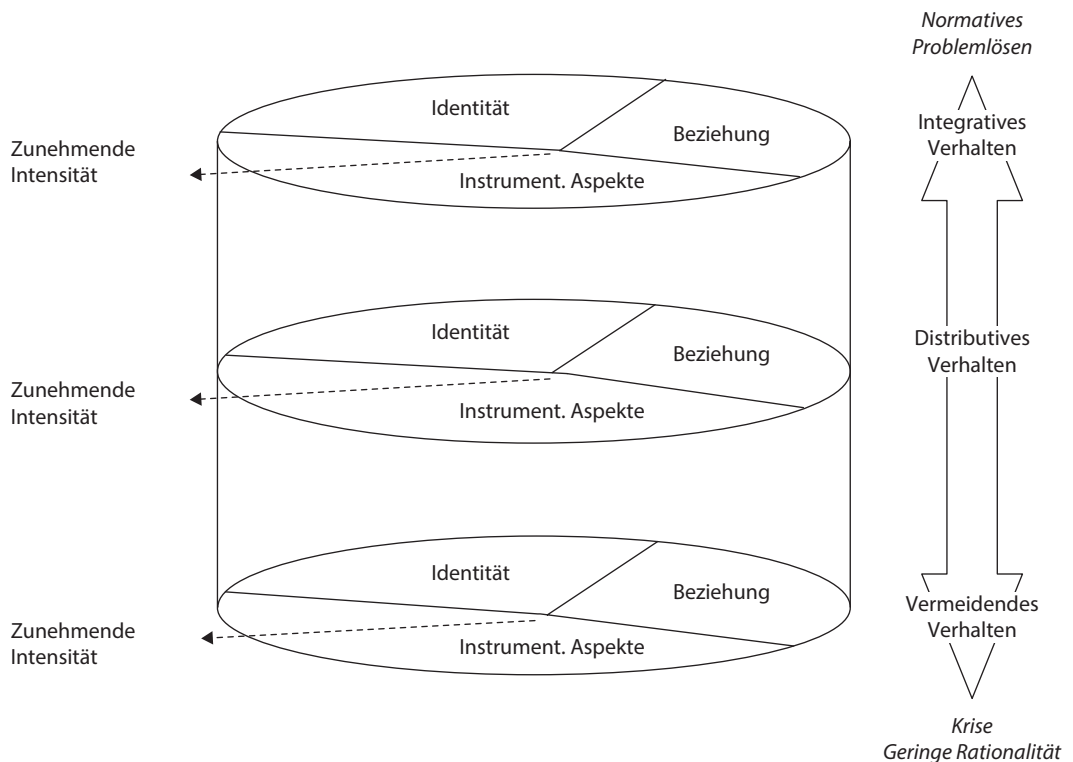 Normatives
Problemlösen
Identität
Beziehung
Instrument. Aspekte
Zunehmende
Intensität
Integratives
Verhalten
Identität
Beziehung
Instrument. Aspekte
Zunehmende
Intensität
Distributives
Verhalten
Identität
Beziehung
Instrument. Aspekte
Zunehmende
Intensität
Vermeidendes
Verhalten
Krise
Geringe Rationalität